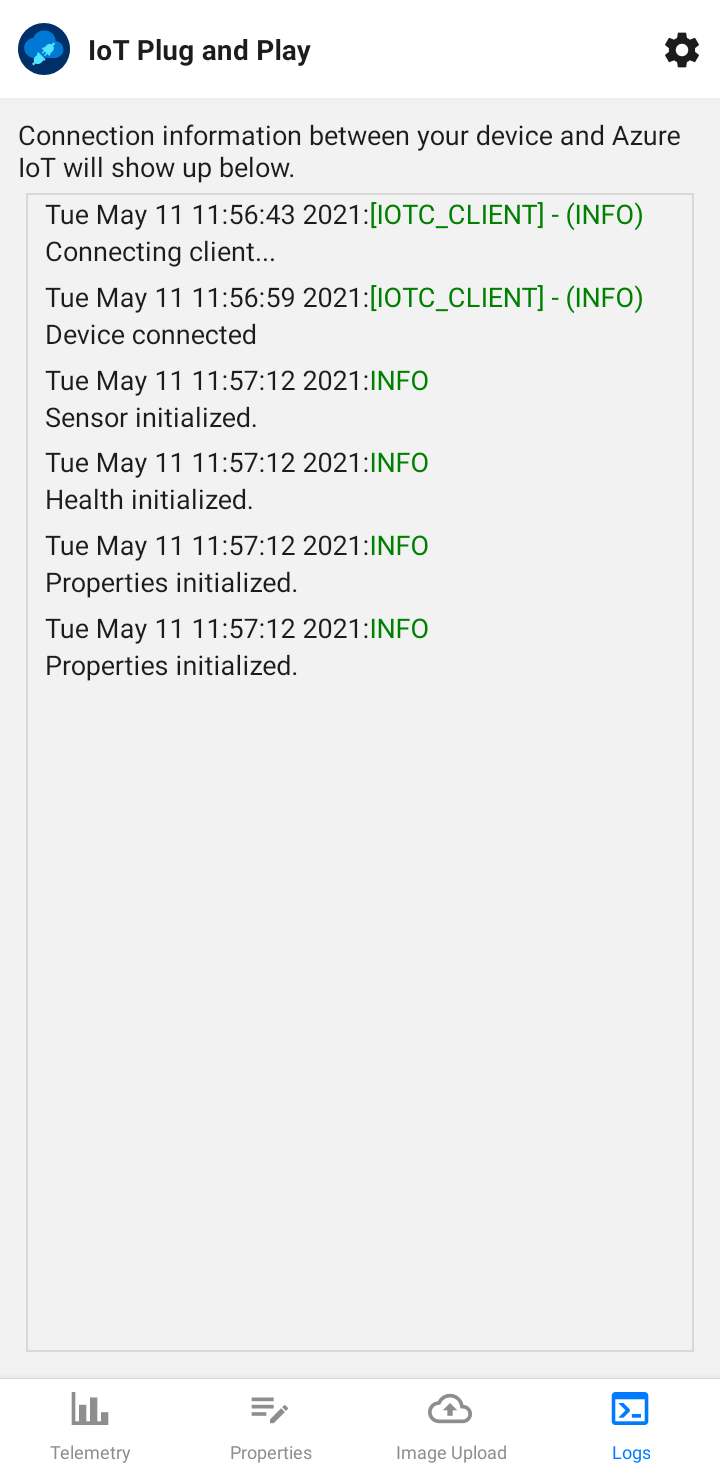 IoT Plug and Play
Connection information between your device and Azure
IoT will show up below.
Tue May 11 11:56:43 2021:[IOTC_CLIENT] - (INFO)
Connecting client...
Tue May 11 11:56:59 2021:[IOTC_CLIENT] - (INFO)
Device connected
Tue May 11 11:57:12 2021:INFO
Sensor initialized.
Tue May 11 11:57:12 2021:INFO
Health initialized.
Tue May 11 11:57:12 2021:INFO
Properties initialized.
Tue May 11 11:57:12 2021:INFO
Properties initialized.
Telemetry
Properties
Image Upload
Logs